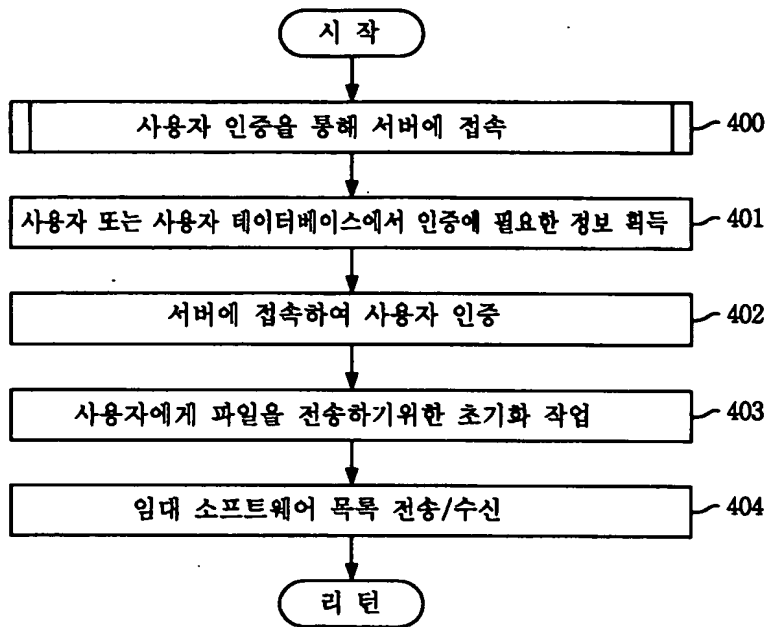 시 작
사용자 인증을 통해 서버에 접속
400
사용자 또는 사용자 데이터베이스에서 인증에 필요한 정보 획득
401
서버에 접속하여 사용자 인증
402
사용자에게 파일을 전송하기위한 초기화 작업
403
임대 소프트웨어 목록 전송/수신
404
리 턴